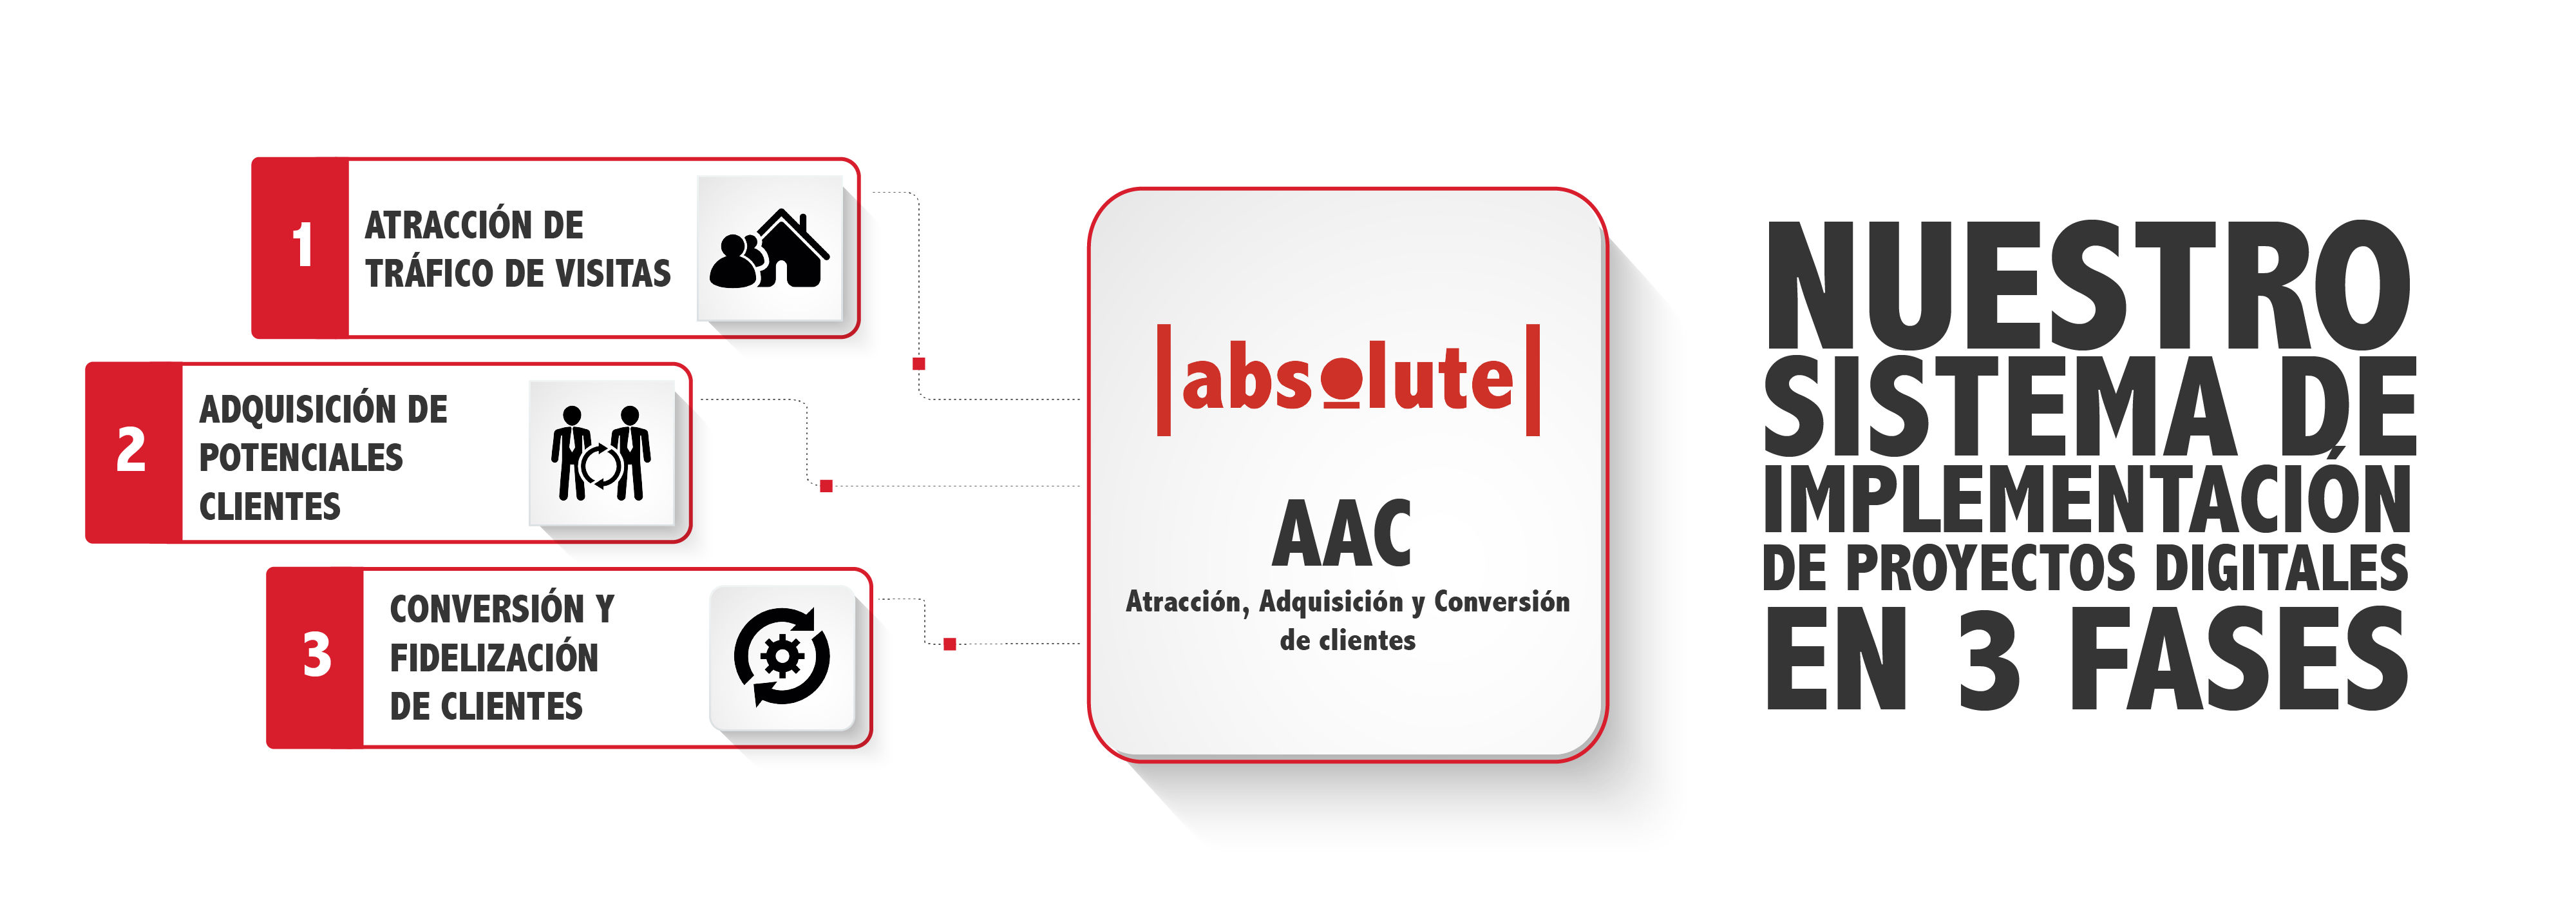 1
ATRACCIÓN DE
TRÁFICO DE VISITAS
2
ADQUISICIÓN DE
POTENCIALES
CLIENTES
3
CONVERSIÓN Y
FIDELIZACIÓN
DE CLIENTES
|absolute|
AAC
Atracción, Adquisición y Conversión
de clientes
NUESTRO
SISTEMA DE
IMPLEMENTACIÓN
DE PROYECTOS DIGITALES
EN 3 FASES